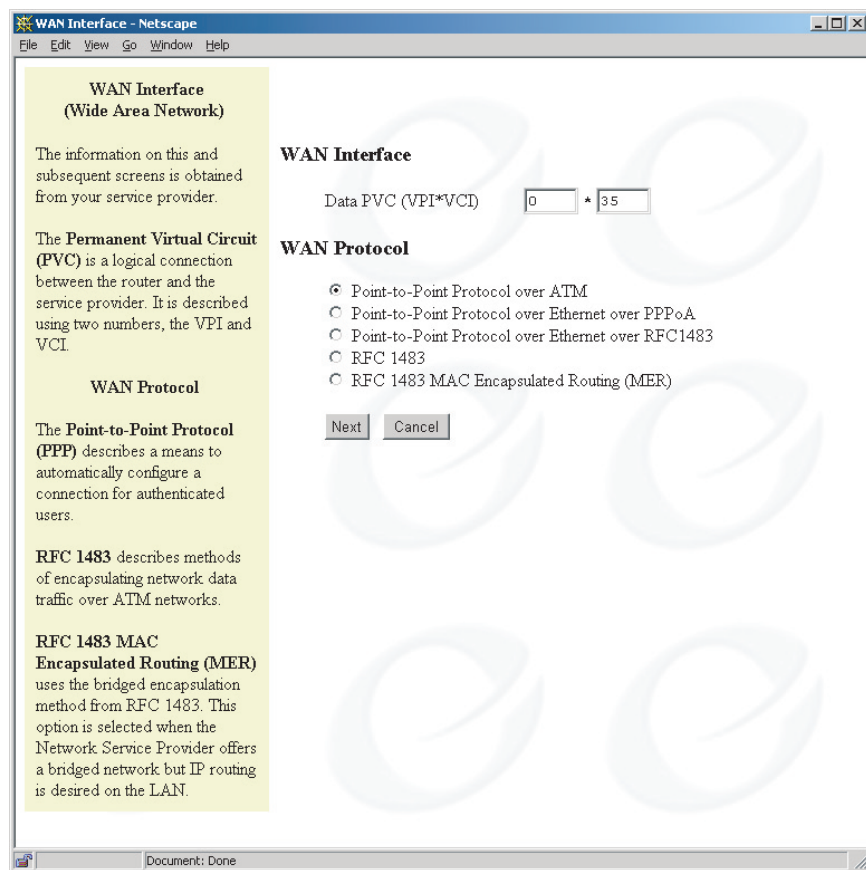 WAN Interface - Netscape
File Edit View Go Window Help
WAN Interface
(Wide Area Network)
The information on this and
subsequent screens is obtained
from your service provider.
The Permanent Virtual Circuit
(PVC) is a logical connection
between the router and the
service provider. It is described
using two numbers, the VPI and
VCI.
WAN Protocol
The Point-to-Point Protocol
(PPP) describes a means to
automatically configure a
connection for authenticated
users.
RFC 1483 describes methods
of encapsulating network data
traffic over ATM networks.
RFC 1483 MAC
Encapsulated Routing (MER)
uses the bridged encapsulation
method from RFC 1483. This
option is selected when the
Network Service Provider offers
a bridged network but IP routing
is desired on the LAN.
WAN Interface
Data PVC (VPI*VCI) 0 * 35
WAN Protocol
Point-to-Point Protocol over ATM
Point-to-Point Protocol over Ethernet over PPPoA
Point-to-Point Protocol over Ethernet over RFC1483
RFC 1483
RFC 1483 MAC Encapsulated Routing (MER)
Next Cancel
Document: Done